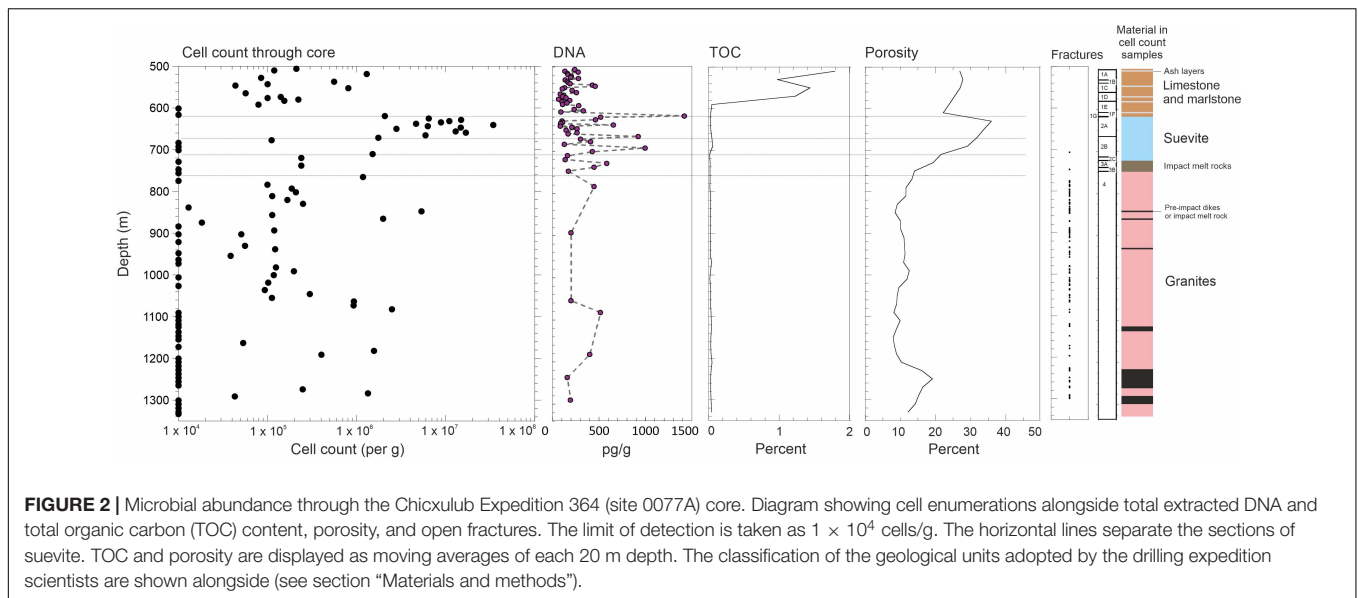 Cell count through core
DNA
TOC
Porosity
Fractures
Material in
cell count
samples
Depth (m)
500
600
700
800
900
1000
1100
1200
1300
1 x 10⁴
1 x 10⁵
1 x 10⁶
1 x 10⁷
1 x 10⁸
Cell count (per g)
0
500
1000
1500
pg/g
0
1
2
Percent
0
10
20
30
40
50
Percent
1A
1B
1C
1D
1E
1F
1G
2A
2B
2C
3A
3B
4
Ash layers
Limestone
and marlstone
Suevite
Impact melt rocks
Pre-impact dikes
or impact melt rock
Granites
FIGURE 2 | Microbial abundance through the Chicxulub Expedition 364 (site 0077A) core. Diagram showing cell enumerations alongside total extracted DNA and
total organic carbon (TOC) content, porosity, and open fractures. The limit of detection is taken as 1 × 10⁴ cells/g. The horizontal lines separate the sections of
suevite. TOC and porosity are displayed as moving averages of each 20 m depth. The classification of the geological units adopted by the drilling expedition
scientists are shown alongside (see section “Materials and methods”).